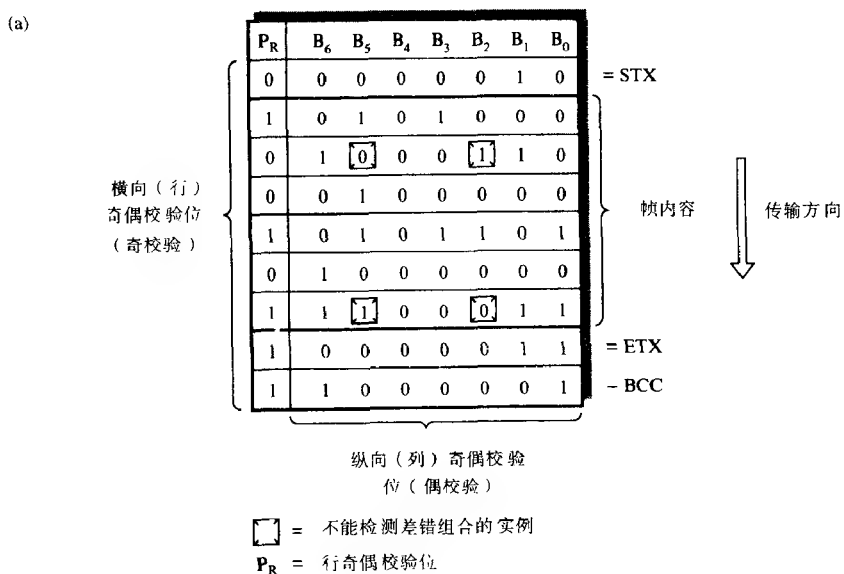 (a)
P_R B_6 B_5 B_4 B_3 B_2 B_1 B_0
0 0 0 0 0 0 1 0 = STX
1 0 1 0 1 0 0 0
0 1 0 0 0 1 1 0
0 0 1 0 0 0 0 0
1 0 1 0 1 1 0 1
0 1 0 0 0 0 0 0
1 1 1 0 0 0 1 1
1 0 0 0 0 0 1 1 = ETX
1 1 0 0 0 0 0 1 - BCC
横向(行)
奇偶校验位
(奇校验)
帧内容
传输方向
纵向(列)奇偶校验
位(偶校验)
= 不能检测差错组合的实例
P_R = 行奇偶校验位